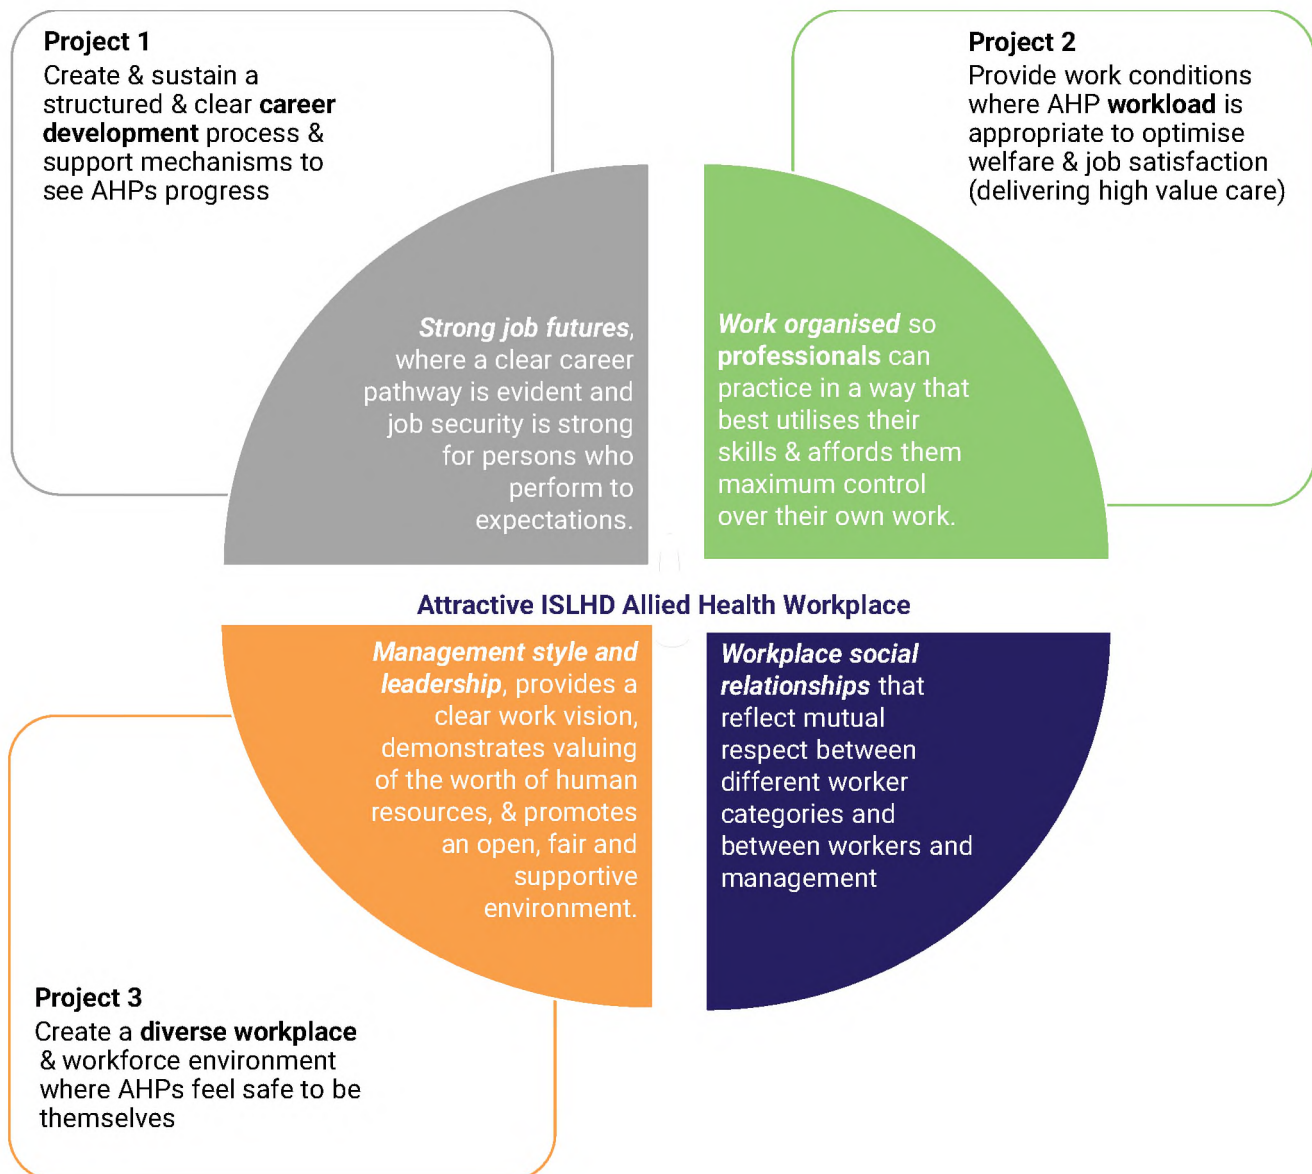 Project 1
Create & sustain a
structured & clear career
development process &
support mechanisms to
see AHPs progress
Project 2
Provide work conditions
where AHP workload is
appropriate to optimise
welfare & job satisfaction
(delivering high value care)
Strong job futures,
where a clear career
pathway is evident and
job security is strong
for persons who
perform to
expectations.
Work organised so
professionals can
practice in a way that
best utilises their
skills & affords them
maximum control
over their own work.
Attractive ISLHD Allied Health Workplace
Management style and
leadership, provides a
clear work vision,
demonstrates valuing
of the worth of human
resources, & promotes
an open, fair and
supportive
environment.
Workplace social
relationships that
reflect mutual
respect between
different worker
categories and
between workers and
management
Project 3
Create a diverse workplace
& workforce environment
where AHPs feel safe to be
themselves